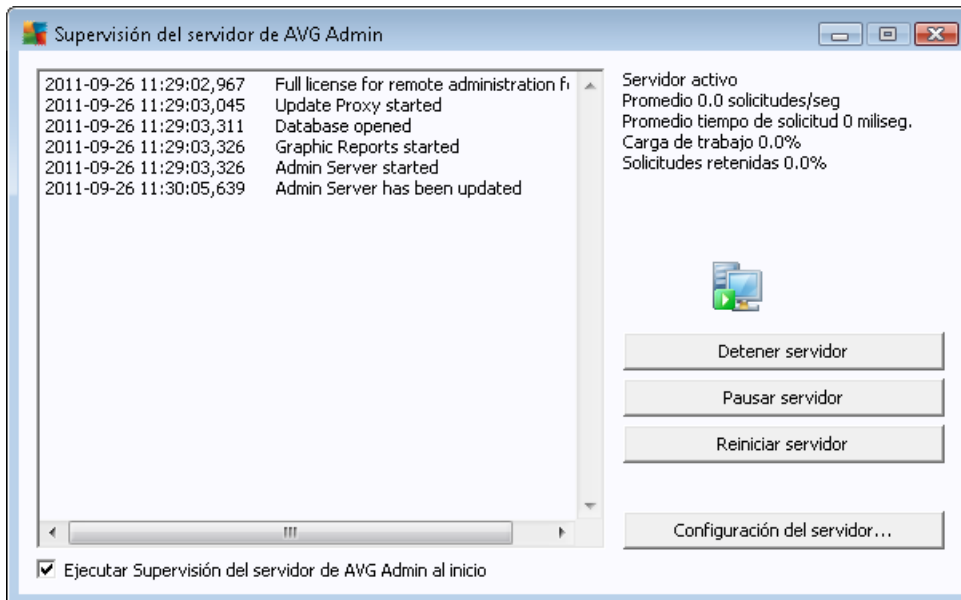 Supervisión del servidor de AVG Admin
2011-09-26 11:29:02,967 Full license for remote administration
2011-09-26 11:29:03,045 Update Proxy started
2011-09-26 11:29:03,311 Database opened
2011-09-26 11:29:03,326 Graphic Reports started
2011-09-26 11:29:03,326 Admin Server started
2011-09-26 11:30:05,639 Admin Server has been updated
Servidor activo
Promedio 0.0 solicitudes/seg
Promedio tiempo de solicitud 0 miliseg.
Carga de trabajo 0.0%
Solicitudes retenidas 0.0%
Detener servidor
Pausar servidor
Reiniciar servidor
Configuración del servidor...
Ejecutar Supervisión del servidor de AVG Admin al inicio